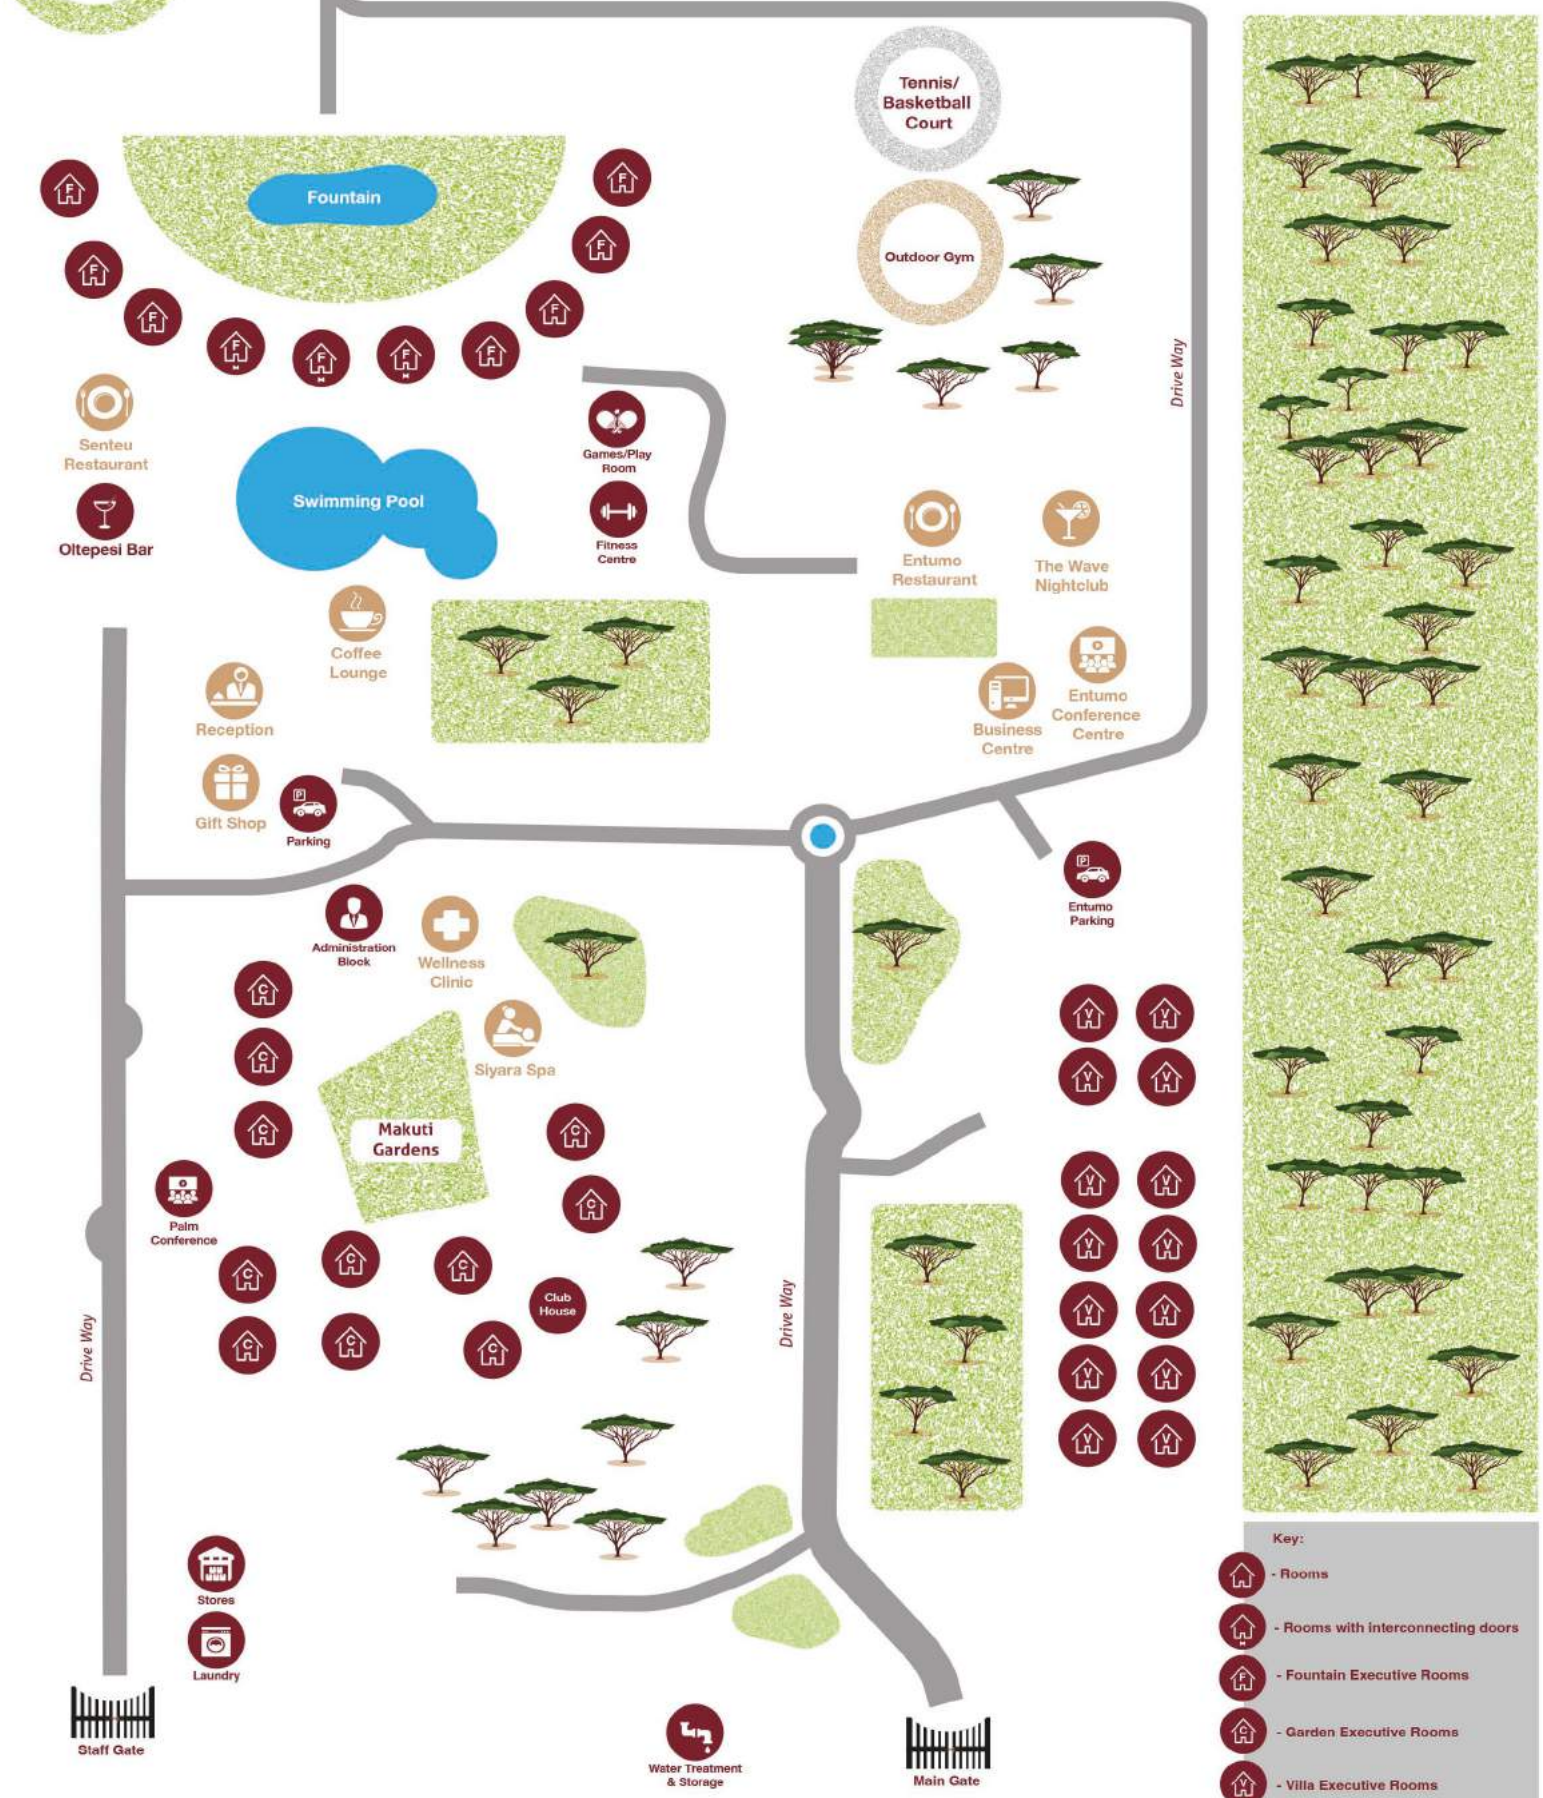 Tennis/
Basketball
Court
F
F
Fountain
F
F
Outdoor Gym
F
F
F
F
F
F
F
Drive Way
Senteu
Restaurant
Games/Play
Room
Swimming Pool
Oltepesi Bar
Fitness
Centre
Entumo
Restaurant
The Wave
Nightclub
Coffee
Lounge
Reception
Business
Centre
Entumo
Conference
Centre
P
Gift Shop
Parking
P
Entumo
Parking
Administration
Block
Wellness
Clinic
C
V
V
C
Siyara Spa
V
V
C
Makuti
Gardens
C
V
V
C
Palm
Conference
V
V
C
C
C
Club
House
V
V
Drive Way
Drive Way
C
C
C
V
V
V
V
Key:
- Rooms
Stores
- Rooms with interconnecting doors
Laundry
F
- Fountain Executive Rooms
C
- Garden Executive Rooms
Staff Gate
Water Treatment
& Storage
Main Gate
V
- Villa Executive Rooms